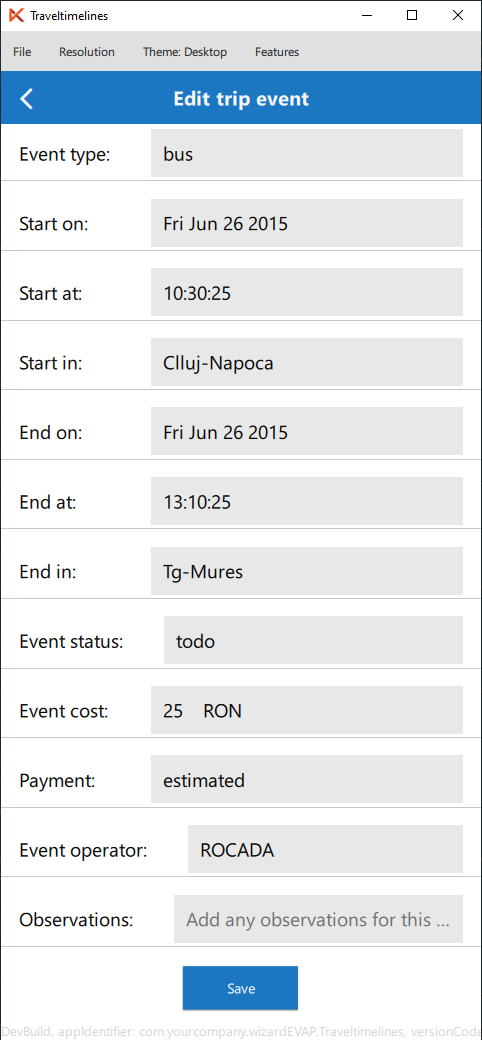 Traveltimelines
File Resolution Theme: Desktop Features
Edit trip event
Event type: bus
Start on: Fri Jun 26 2015
Start at: 10:30:25
Start in: Clluj-Napoca
End on: Fri Jun 26 2015
End at: 13:10:25
End in: Tg-Mures
Event status: todo
Event cost: 25 RON
Payment: estimated
Event operator: ROCADA
Observations: Add any observations for this ...
Save
DevBuild, appIdentifier: com.yourcompany.wizardEVAP.Traveltimelines, versionCode